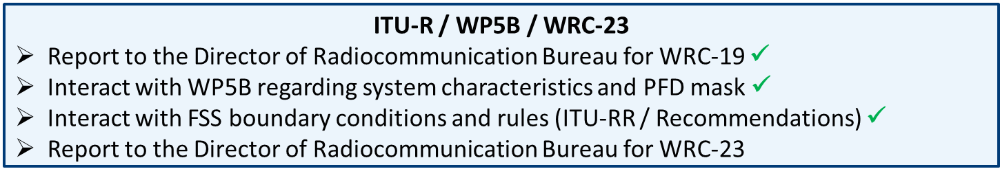 ITU-R / WP5B / WRC-23
➢ Report to the Director of Radiocommunication Bureau for WRC-19 ✓
➢ Interact with WP5B regarding system characteristics and PFD mask ✓
➢ Interact with FSS boundary conditions and rules (ITU-RR / Recommendations) ✓
➢ Report to the Director of Radiocommunication Bureau for WRC-23